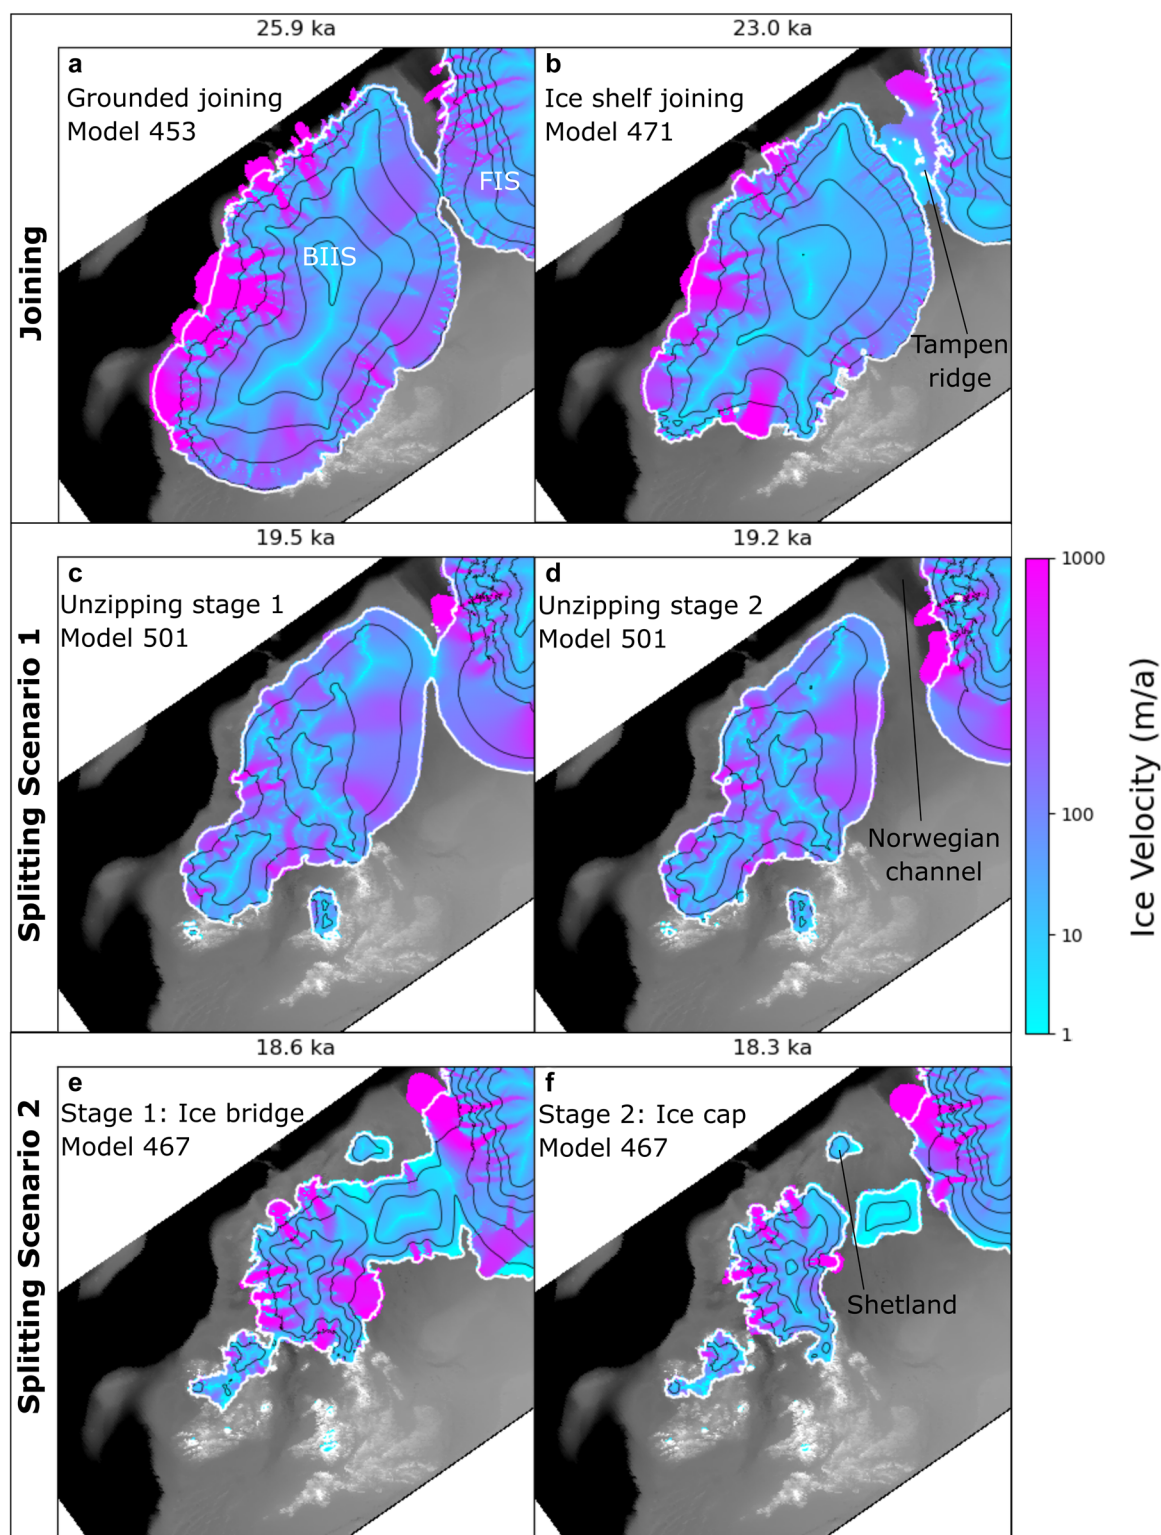 25.9 ka
23.0 ka
Joining
a
Grounded joining
Model 453
BIIS
FIS
b
Ice shelf joining
Model 471
Tampen
ridge
19.5 ka
19.2 ka
Splitting Scenario 1
c
Unzipping stage 1
Model 501
d
Unzipping stage 2
Model 501
Norwegian
channel
1000
100
10
1
Ice Velocity (m/a)
18.6 ka
18.3 ka
Splitting Scenario 2
e
Stage 1: Ice bridge
Model 467
f
Stage 2: Ice cap
Model 467
Shetland